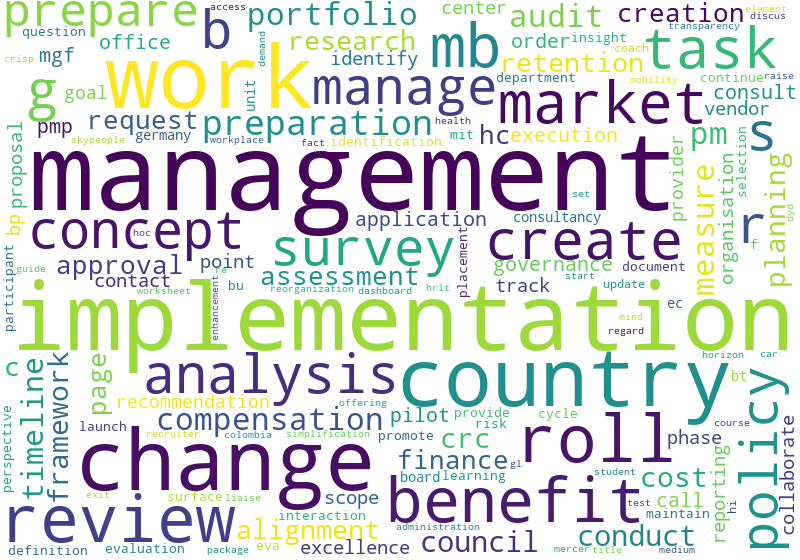 prepare
b
portfolio
center
audit
creation
access
element
discus
question
office
research
order
insight
transparency
mgf
identify
mb
retention
coach
task
crisp
goal
work
unit
demand
manage
department
mobility
continue
raise
g
market
consult
vendor
request
preparation
health
pmp
skypeople
germany
workplace
fact
identification
mit
hc
execution
pm
s
proposal
management
provider
selection
set
measure
organisation
planning
bp
concept
hoc
application
consultancy
create
r
f
dyd
participant
approval
point
survey
placement
governance
document
guide
contact
re
bu
assessment
track
start
update
worksheet
reorganization
dashboard
hrlt
ec
enhancement
implementation
mind
regard
c
timeline
framework
page
analysis
country
horizon
car
bt
policy
perspective
recommendation
offering
compensation
pilot
provide
cycle
risk
launch
change
recruiter
colombia
simplification
promote
crc
roll
phase
course
collaborate
finance
gl
board
learning
student
cost
review
exit
surface
liaise
scope
benefit
test
call
reporting
hi
maintain
alignment
interaction
administration
conduct
definition
evaluation
package
eva
excellence
council
mercer
title
medium